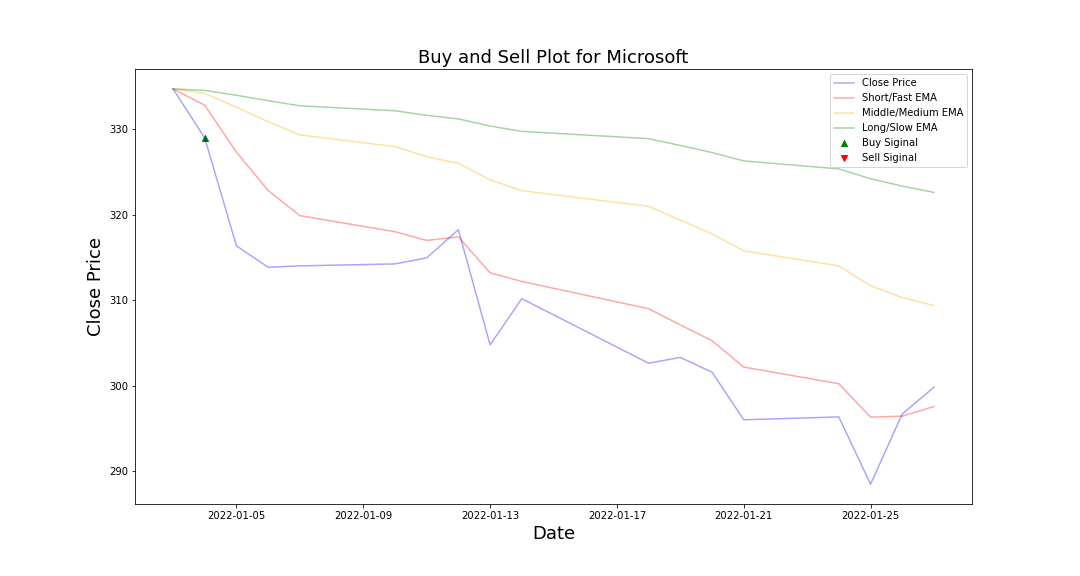 Buy and Sell Plot for Microsoft
Close Price
Short/Fast EMA
Middle/Medium EMA
Long/Slow EMA
Buy Siginal
Sell Siginal
Close Price
330
320
310
300
290
2022-01-05
2022-01-09
2022-01-13
2022-01-17
2022-01-21
2022-01-25
Date